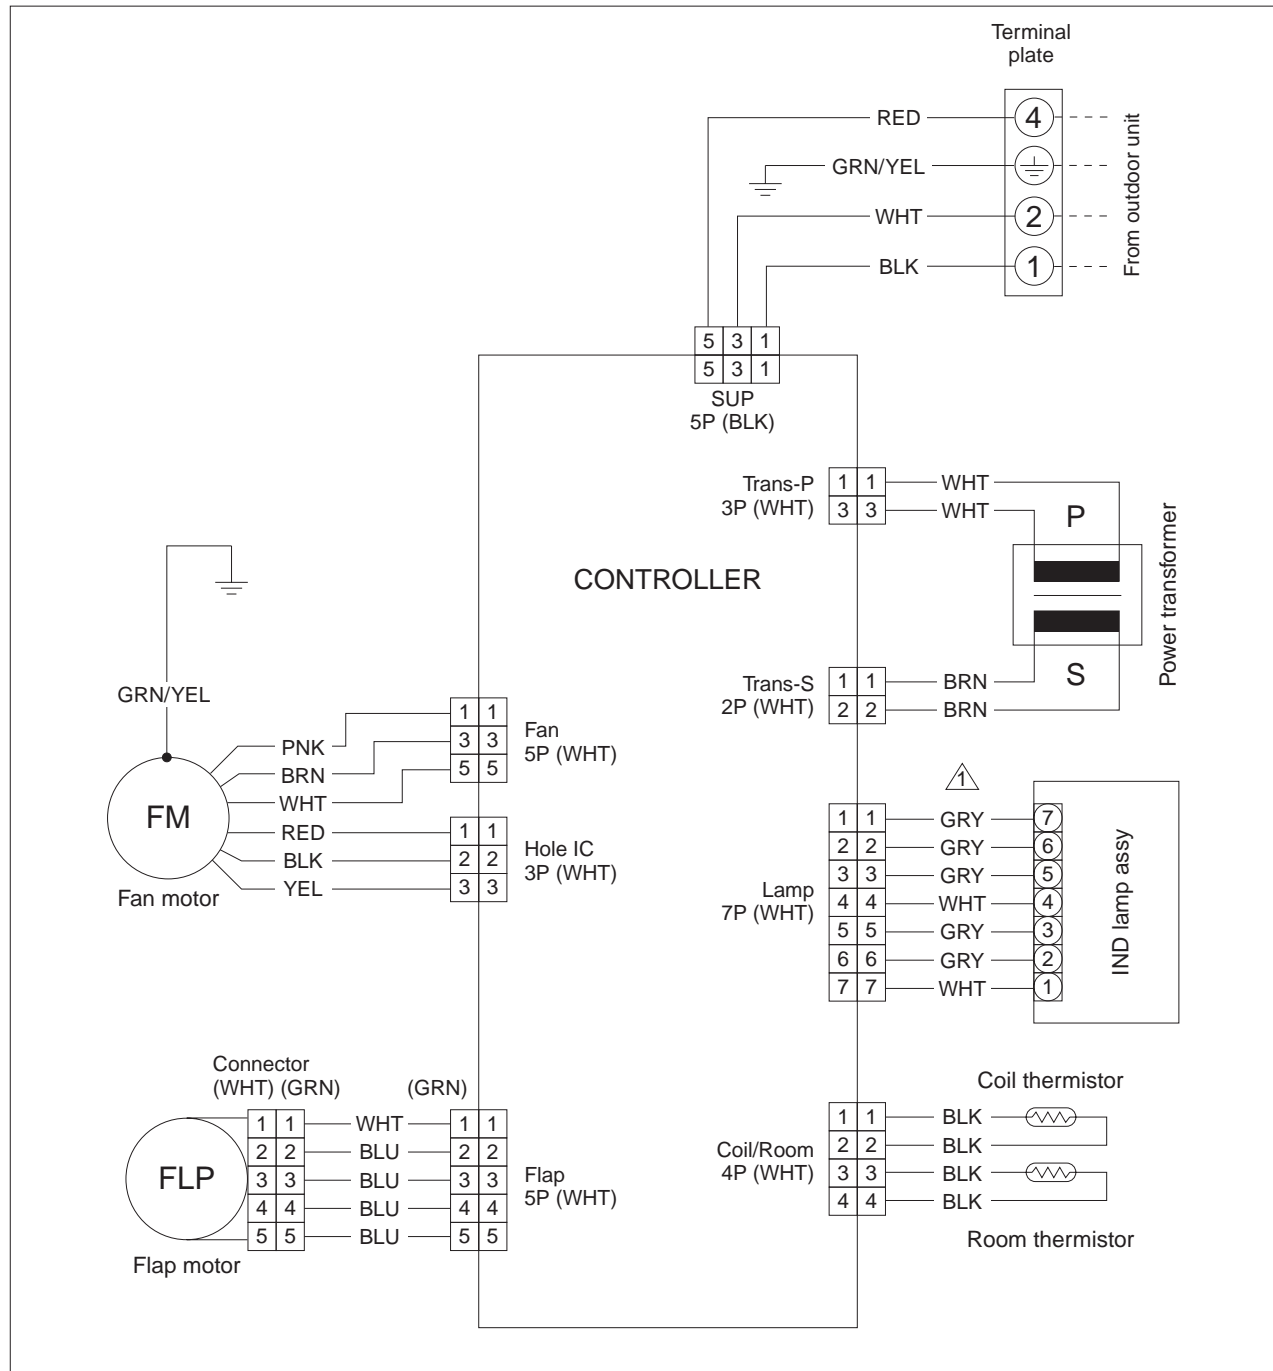 Terminal
plate
RED 4
GRN/YEL
WHT 2
BLK 1
From outdoor unit
5 3 1
5 3 1
SUP
5P (BLK)
Trans-P
3P (WHT)
1 1 WHT
3 3 WHT
P
Power transformer
CONTROLLER
S
Trans-S
2P (WHT)
1 1 BRN
2 2 BRN
GRN/YEL
FM
Fan motor
PNK 1 1
BRN 3 3
WHT 5 5
Fan
5P (WHT)
RED 1 1
BLK 2 2
YEL 3 3
Hole IC
3P (WHT)
1
Lamp
7P (WHT)
1 1 GRY 7
2 2 GRY 6
3 3 GRY 5
4 4 WHT 4
5 5 GRY 3
6 6 GRY 2
7 7 WHT 1
IND lamp assy
Connector
(WHT) (GRN) (GRN)
FLP
Flap motor
1 1 WHT 1 1
2 2 BLU 2 2
3 3 BLU 3 3
4 4 BLU 4 4
5 5 BLU 5 5
Flap
5P (WHT)
Coil thermistor
Coil/Room
4P (WHT)
1 1 BLK
2 2 BLK
3 3 BLK
4 4 BLK
Room thermistor